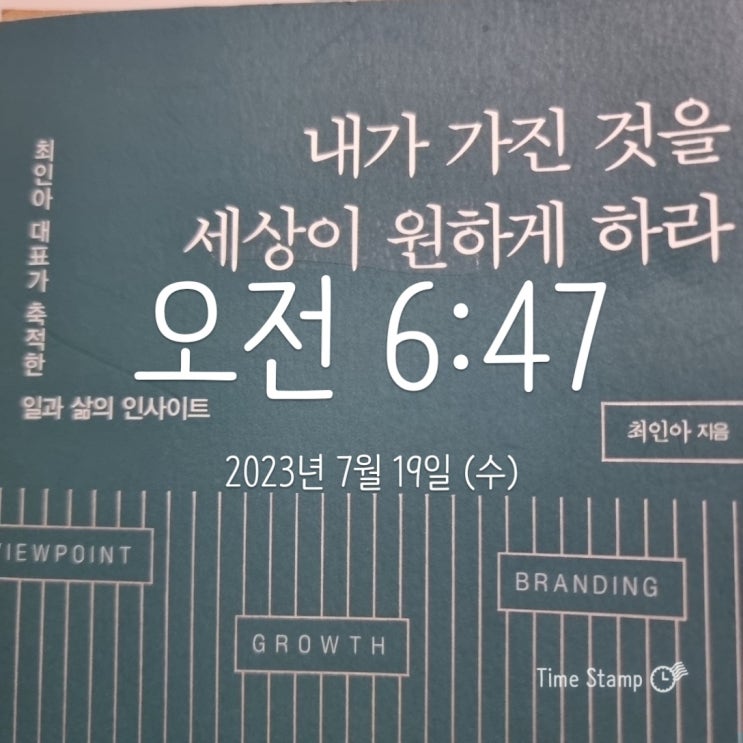 내가 가진 것을
세상이 원하게 하라
최인아 대표가 축적한
일과 삶의 인사이트
오전 6:47
최인아 지음
2023년 7월 19일 (수)
VIEWPOINT
BRANDING
GROWTH
Time Stamp